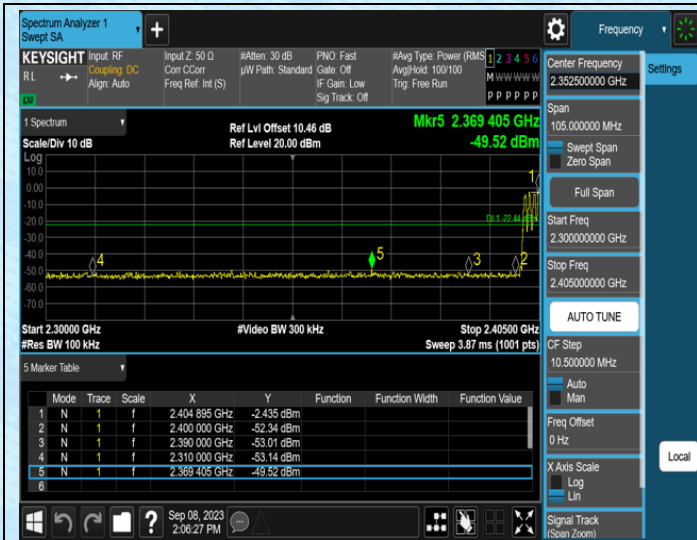 Spectrum Analyzer 1
Swept SA
Frequency
KEYSIGHT
RL
LXI
Input: RF
Coupling: DC
Align: Auto
Input Z: 50 Ω
Corr CCorr
Freq Ref: Int (S)
#Atten: 30 dB
µW Path: Standard
PNO: Fast
Gate: Off
IF Gain: Low
Sig Track: Off
#Avg Type: Power (RMS
Avg|Hold: 100/100
Trig: Free Run
1 2 3 4 5 6
M W W W W W
P P P P P P
1 Spectrum
Scale/Div 10 dB
Ref Lvl Offset 10.46 dB
Ref Level 20.00 dBm
Mkr5 2.369 405 GHz
-49.52 dBm
Log
10.0
0.00
-10.0
-20.0
-30.0
-40.0
-50.0
-60.0
-70.0
1
DL1 -22.44 dBm
4
5
3
2
Start 2.30000 GHz
#Video BW 300 kHz
Stop 2.40500 GHz
#Res BW 100 kHz
Sweep 3.87 ms (1001 pts)
5 Marker Table
Mode Trace Scale X Y Function Function Width Function Value
1 N 1 f 2.404 895 GHz -2.435 dBm
2 N 1 f 2.400 000 GHz -52.34 dBm
3 N 1 f 2.390 000 GHz -53.01 dBm
4 N 1 f 2.310 000 GHz -53.14 dBm
5 N 1 f 2.369 405 GHz -49.52 dBm
6
Sep 08, 2023
2:06:27 PM
Center Frequency
2.352500000 GHz
Span
105.000000 MHz
Swept Span
Zero Span
Full Span
Start Freq
2.300000000 GHz
Stop Freq
2.405000000 GHz
AUTO TUNE
CF Step
10.500000 MHz
Auto
Man
Freq Offset
0 Hz
X Axis Scale
Log
Lin
Signal Track
(Span Zoom)
Settings
Local